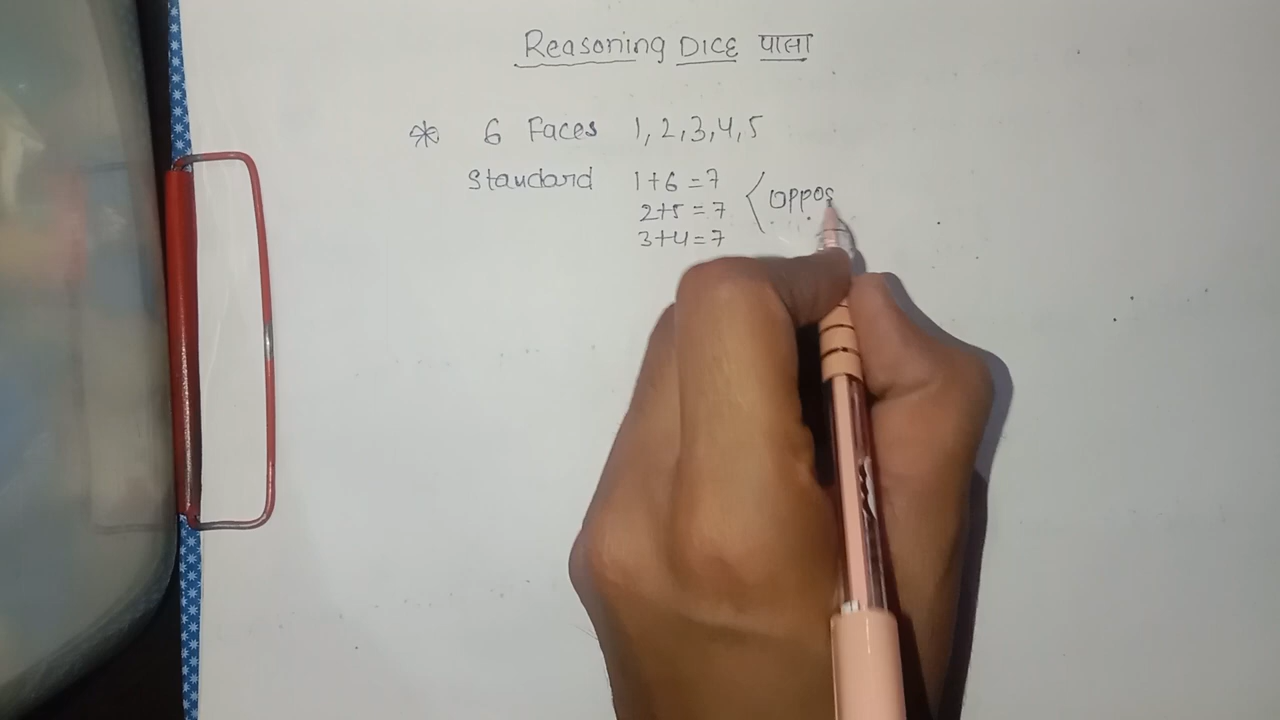 Reasoning DICE पासा
* 6 Faces 1,2,3,4,5
Standard 1+6=7
2+5=7
3+4=7
Oppos